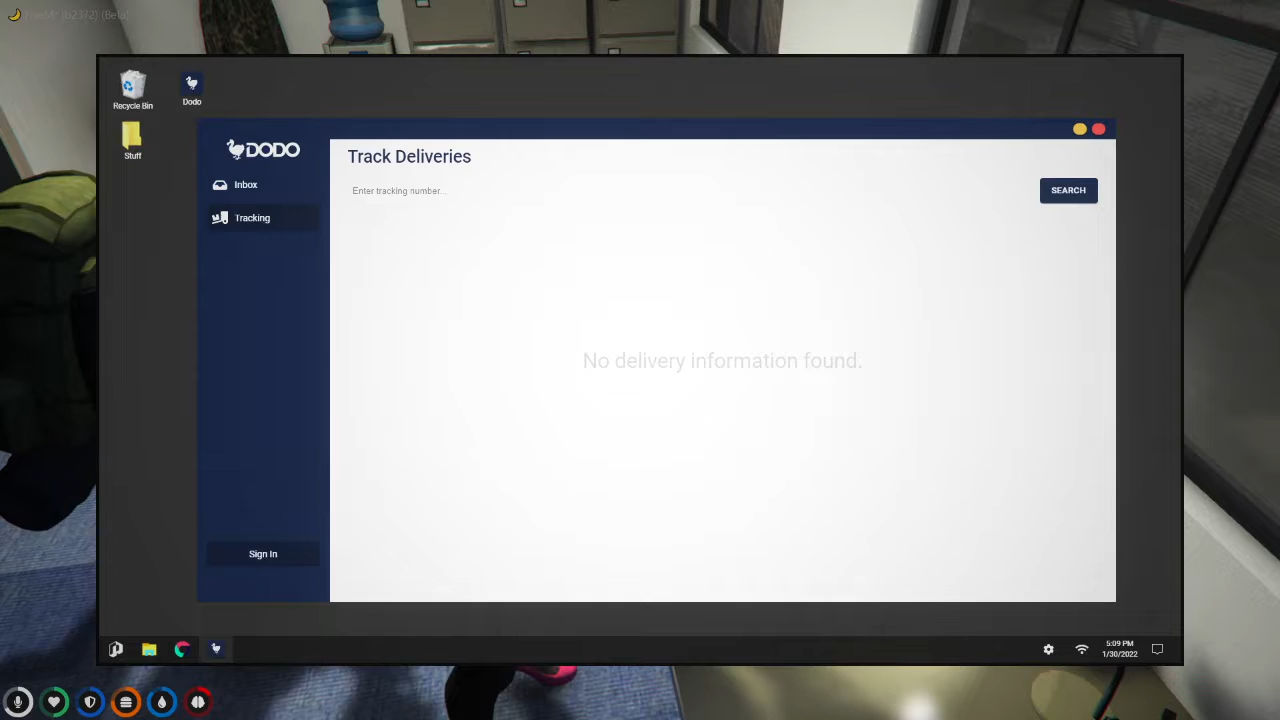 Recycle Bin
Dodo
Stuff
DODO
Track Deliveries
Inbox
Enter tracking number...
SEARCH
Tracking
No delivery information found.
Sign In
5:09 PM
1/30/2022